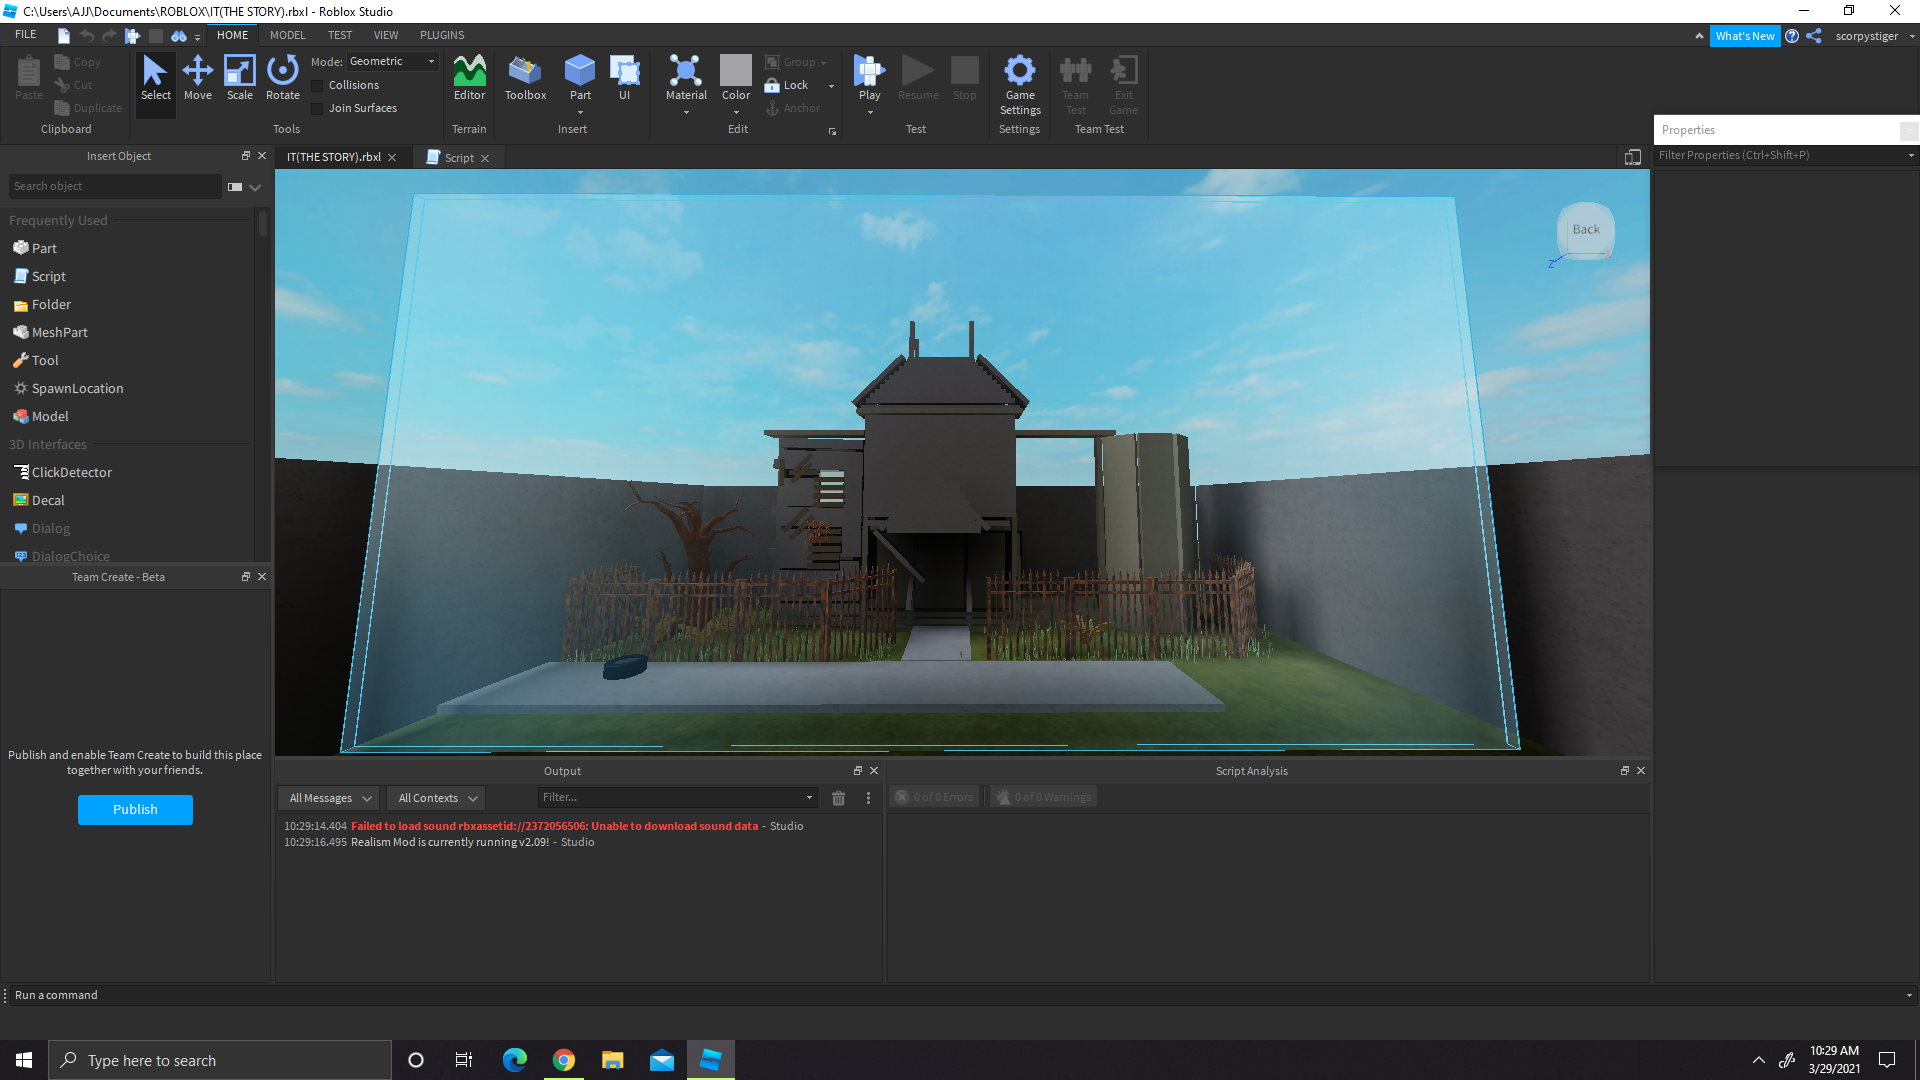 C:\Users\AJJ\Documents\ROBLOX\IT(THE STORY).rbxl - Roblox Studio
FILE HOME MODEL TEST VIEW PLUGINS What's New scorpystiger
Paste Copy Cut Duplicate
Clipboard
Select Move Scale Rotate
Mode: Geometric
Collisions
Join Surfaces
Tools
Editor
Terrain
Toolbox Part UI
Insert
Material Color Group Lock Anchor
Edit
Play Resume Stop
Test
Game Settings
Settings
Team Test Exit Game
Team Test
Insert Object
Search object
Frequently Used
Part
Script
Folder
MeshPart
Tool
SpawnLocation
Model
3D Interfaces
ClickDetector
Decal
Dialog
DialogChoice
Team Create - Beta
Publish and enable Team Create to build this place
together with your friends.
Publish
IT(THE STORY).rbxl Script
Back
Z
Properties
Filter Properties (Ctrl+Shift+P)
Output
All Messages All Contexts Filter...
10:29:14.404 Failed to load sound rbxassetid://2372056506: Unable to download sound data - Studio
10:29:16.495 Realism Mod is currently running v2.09! - Studio
Script Analysis
0 of 0 Errors 0 of 0 Warnings
Run a command
Type here to search
10:29 AM
3/29/2021